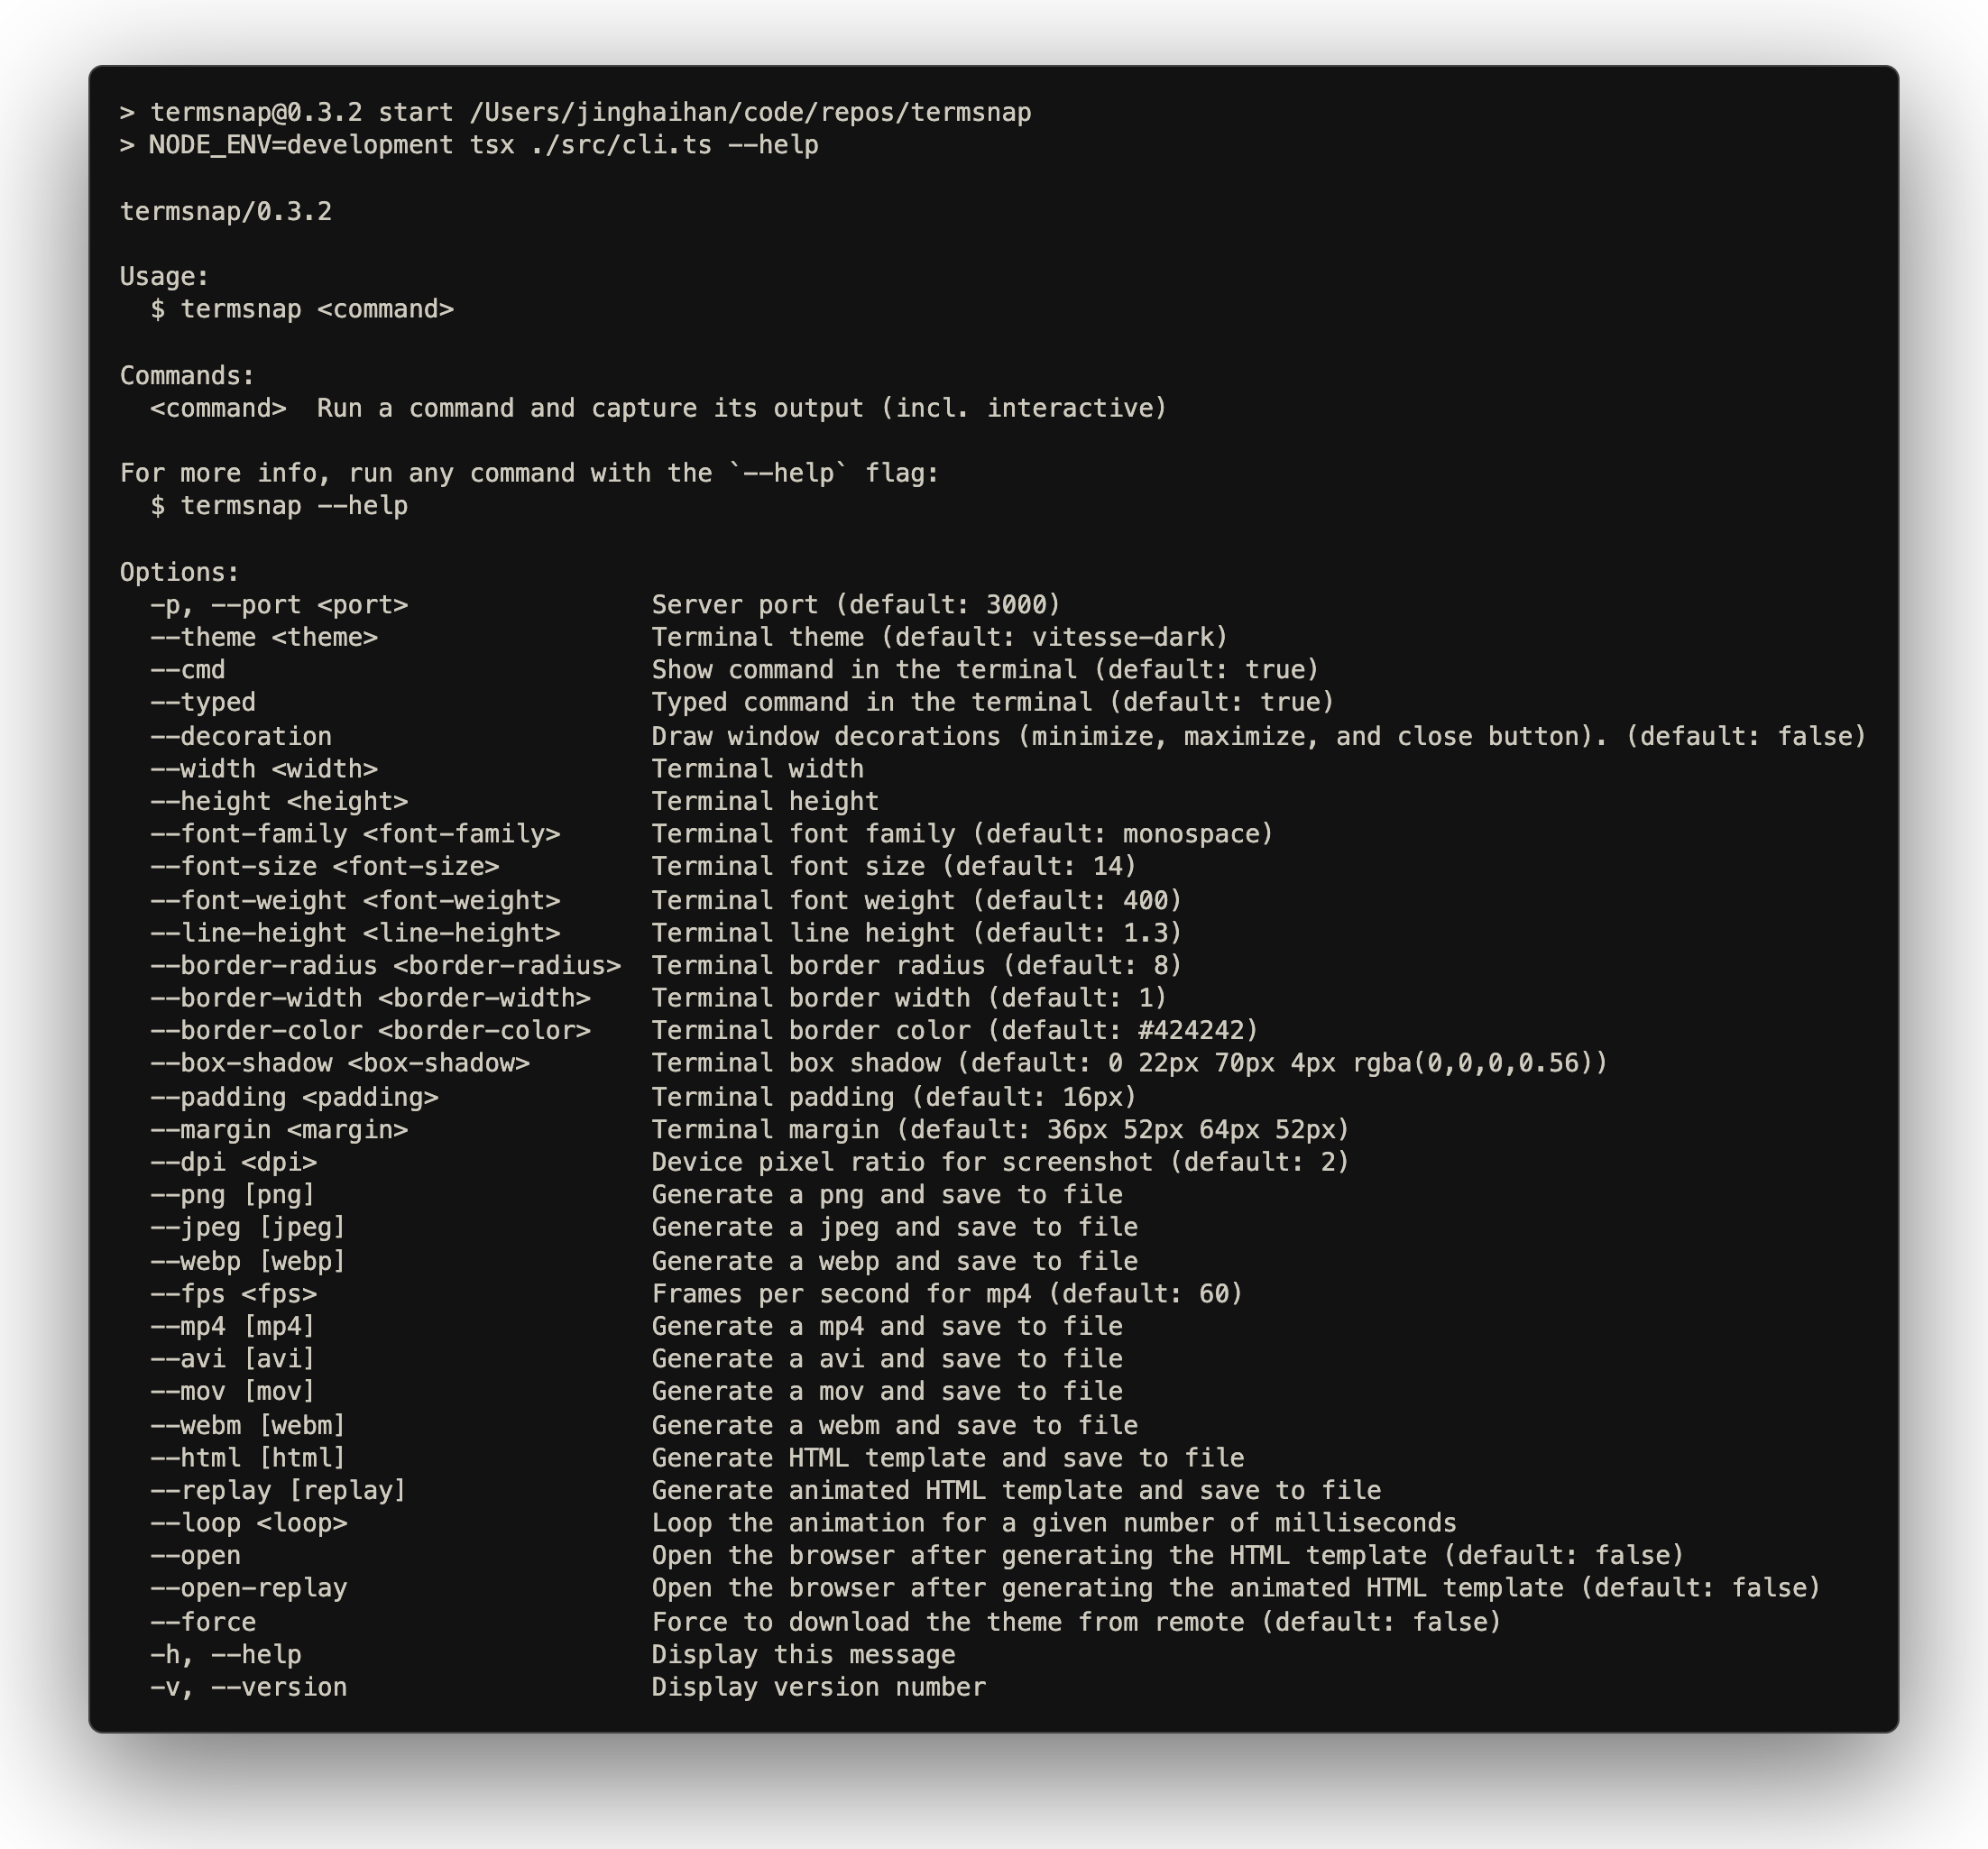 > termsnap@0.3.2 start /Users/jinghaihan/code/repos/termsnap
> NODE_ENV=development tsx ./src/cli.ts --help

termsnap/0.3.2

Usage:
  $ termsnap <command>

Commands:
  <command>  Run a command and capture its output (incl. interactive)

For more info, run any command with the `--help` flag:
  $ termsnap --help

Options:
  -p, --port <port>                Server port (default: 3000)
  --theme <theme>                  Terminal theme (default: vitesse-dark)
  --cmd                            Show command in the terminal (default: true)
  --typed                          Typed command in the terminal (default: true)
  --decoration                     Draw window decorations (minimize, maximize, and close button). (default: false)
  --width <width>                  Terminal width
  --height <height>                Terminal height
  --font-family <font-family>      Terminal font family (default: monospace)
  --font-size <font-size>          Terminal font size (default: 14)
  --font-weight <font-weight>      Terminal font weight (default: 400)
  --line-height <line-height>      Terminal line height (default: 1.3)
  --border-radius <border-radius>  Terminal border radius (default: 8)
  --border-width <border-width>    Terminal border width (default: 1)
  --border-color <border-color>    Terminal border color (default: #424242)
  --box-shadow <box-shadow>        Terminal box shadow (default: 0 22px 70px 4px rgba(0,0,0,0.56))
  --padding <padding>              Terminal padding (default: 16px)
  --margin <margin>                Terminal margin (default: 36px 52px 64px 52px)
  --dpi <dpi>                      Device pixel ratio for screenshot (default: 2)
  --png [png]                      Generate a png and save to file
  --jpeg [jpeg]                    Generate a jpeg and save to file
  --webp [webp]                    Generate a webp and save to file
  --fps <fps>                      Frames per second for mp4 (default: 60)
  --mp4 [mp4]                      Generate a mp4 and save to file
  --avi [avi]                      Generate a avi and save to file
  --mov [mov]                      Generate a mov and save to file
  --webm [webm]                    Generate a webm and save to file
  --html [html]                    Generate HTML template and save to file
  --replay [replay]                Generate animated HTML template and save to file
  --loop <loop>                    Loop the animation for a given number of milliseconds
  --open                           Open the browser after generating the HTML template (default: false)
  --open-replay                    Open the browser after generating the animated HTML template (default: false)
  --force                          Force to download the theme from remote (default: false)
  -h, --help                       Display this message
  -v, --version                    Display version number